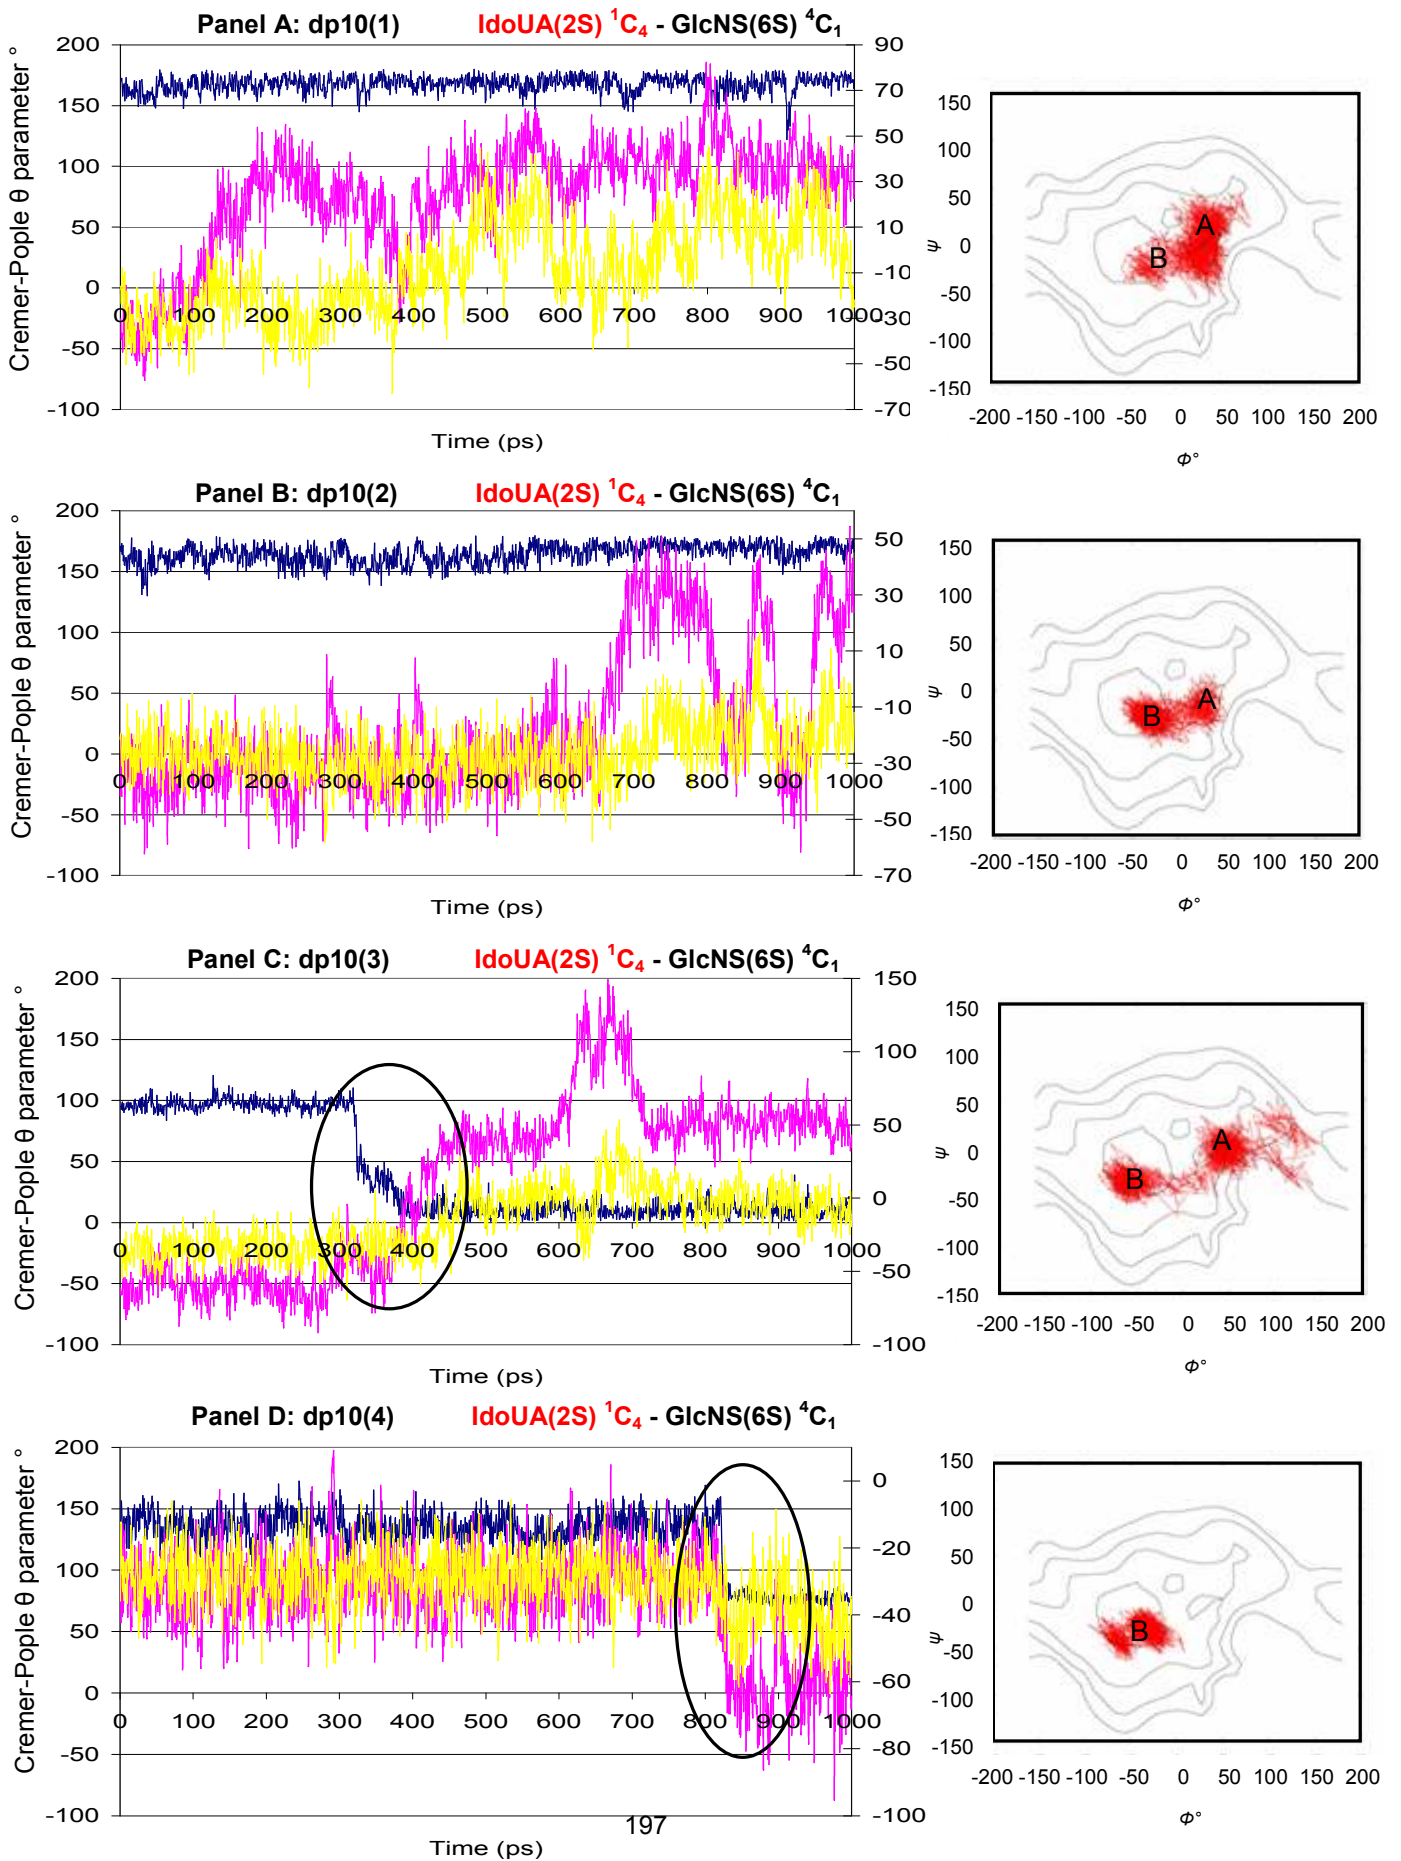 Panel A: dp10(1) IdoUA(2S) ¹C₄ - GlcNS(6S) ⁴C₁
Cremer-Pople θ parameter °
200
150
100
50
0
-50
-100
90
70
50
30
10
-10
-30
-50
-70
0 100 200 300 400 500 600 700 800 900 1000
Time (ps)
150
100
50
0
-50
-100
-150
ψ
A
B
-200 -150 -100 -50 0 50 100 150 200
Φ°
Panel B: dp10(2) IdoUA(2S) ¹C₄ - GlcNS(6S) ⁴C₁
Cremer-Pople θ parameter °
200
150
100
50
0
-50
-100
50
30
10
-10
-30
-50
-70
0 100 200 300 400 500 600 700 800 900 1000
Time (ps)
150
100
50
0
-50
-100
-150
ψ
A
B
-200 -150 -100 -50 0 50 100 150 200
Φ°
Panel C: dp10(3) IdoUA(2S) ¹C₄ - GlcNS(6S) ⁴C₁
Cremer-Pople θ parameter °
200
150
100
50
0
-50
-100
150
100
50
0
-50
-100
0 100 200 300 400 500 600 700 800 900 1000
Time (ps)
150
100
50
0
-50
-100
-150
ψ
A
B
-200 -150 -100 -50 0 50 100 150 200
Φ°
Panel D: dp10(4) IdoUA(2S) ¹C₄ - GlcNS(6S) ⁴C₁
Cremer-Pople θ parameter °
200
150
100
50
0
-50
-100
0
-20
-40
-60
-80
-100
0 100 200 300 400 500 600 700 800 900 1000
Time (ps)
150
100
50
0
-50
-100
-150
ψ
B
-200 -150 -100 -50 0 50 100 150 200
Φ°
197